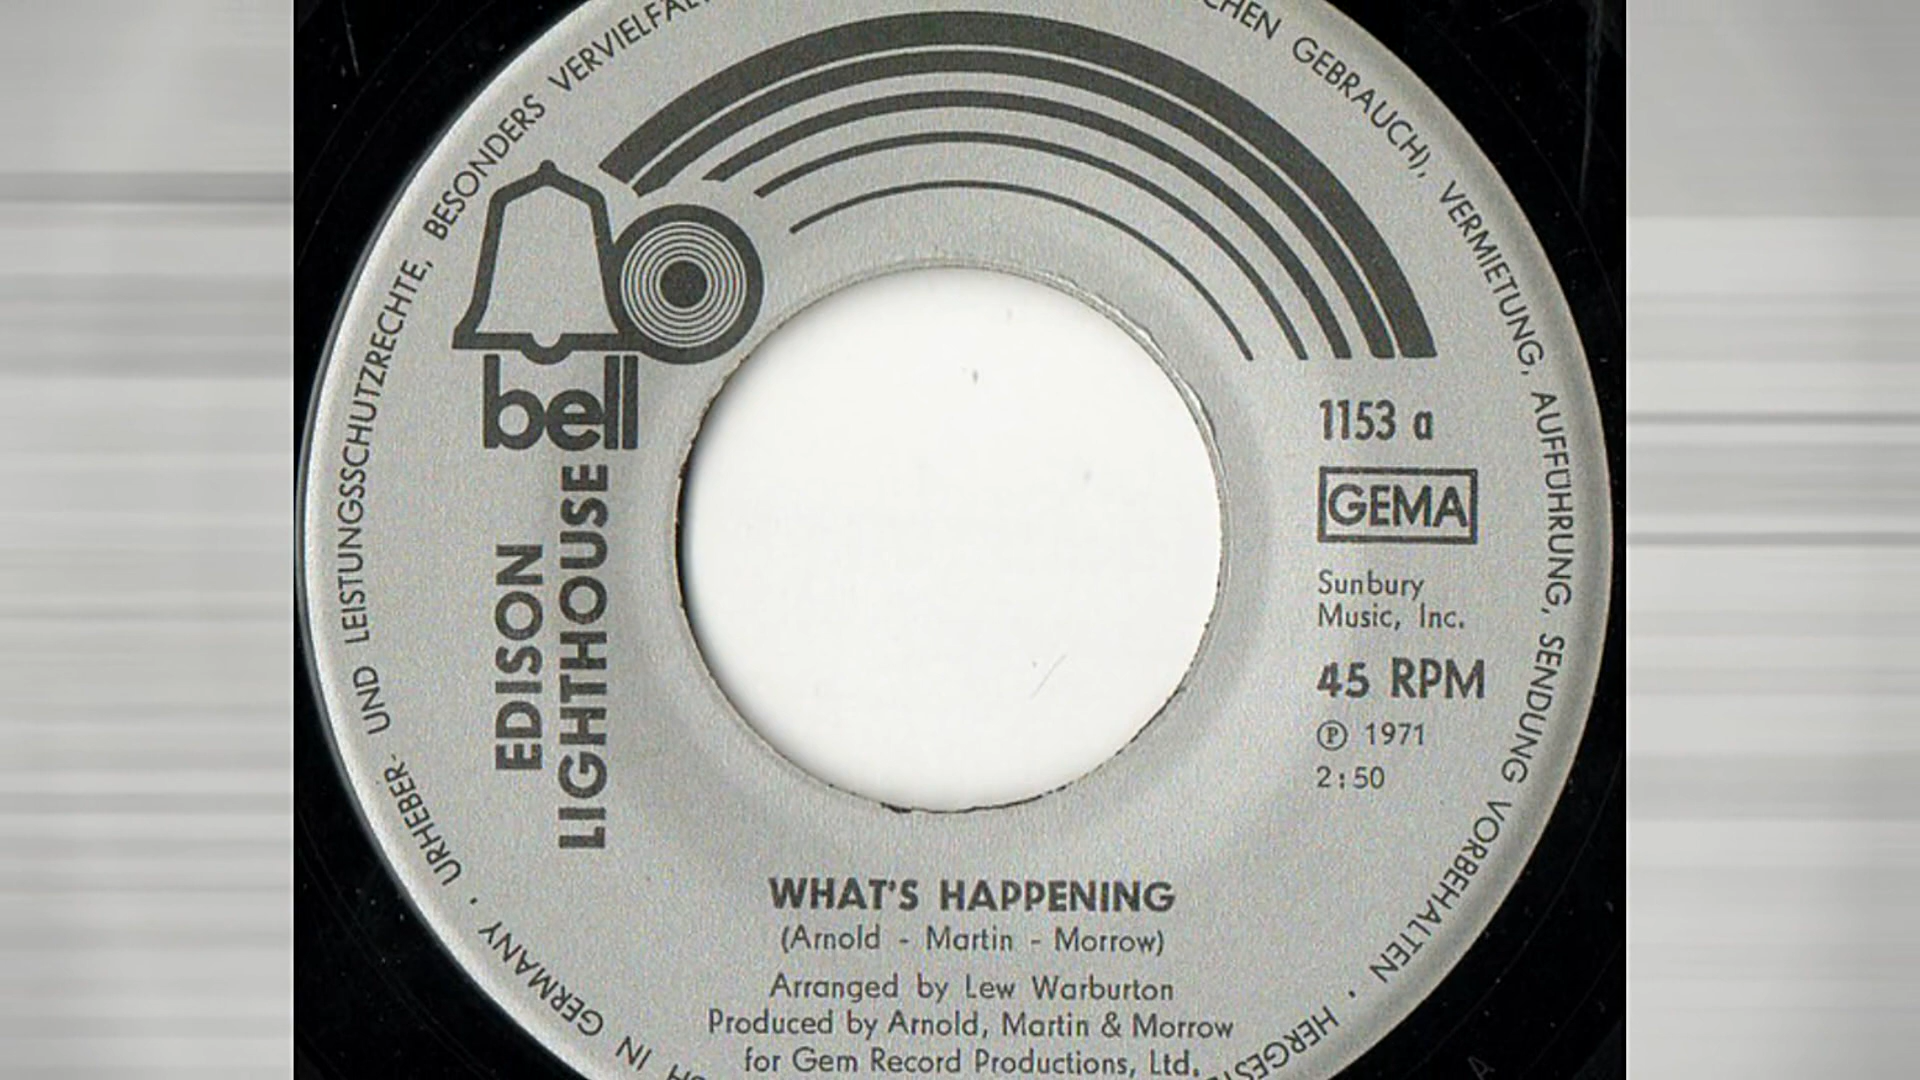 URHEBER- UND LEISTUNGSSCHUTZRECHTE, BESONDERS
GEBRAUCH), VERMIETUNG, AUFFÜHRUNG, SENDUNG VORBEHALTEN ·
IN GERMANY ·
bell
EDISON
LIGHTHOUSE
1153 a
GEMA
Sunbury
Music, Inc.
45 RPM
Ⓟ 1971
2:50
WHAT'S HAPPENING
(Arnold - Martin - Morrow)
Arranged by Lew Warburton
Produced by Arnold, Martin & Morrow
for Gem Record Productions, Ltd.